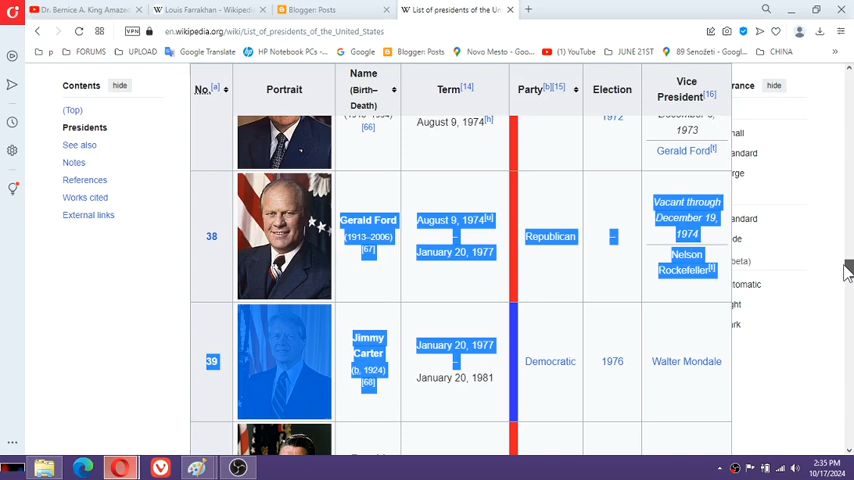 Dr. Bernice A. King Amazed
Louis Farrakhan - Wikipedi
Blogger: Posts
List of presidents of the Un
VPN
en.wikipedia.org/wiki/List_of_presidents_of_the_United_States
p
FORUMS
UPLOAD
Google Translate
HP Notebook PCs -...
Google
Blogger: Posts
Novo Mesto - Googl...
(1) YouTube
JUNE 21ST
89 Senožeti - Googl...
CHINA
Contents
hide
(Top)
Presidents
See also
Notes
References
Works cited
External links
No.[a]
Portrait
Name
(Birth–
Death)
Term[14]
Party[b][15]
Election
Vice
President[16]
rance
hide
[66]
August 9, 1974[h]
1972
1973
Gerald Ford[t]
38
Gerald Ford
(1913–2006)
[67]
August 9, 1974[u]
–
January 20, 1977
Republican
–
Vacant through
December 19,
1974
Nelson
Rockefeller[t]
39
Jimmy
Carter
(b. 1924)
[68]
January 20, 1977
–
January 20, 1981
Democratic
1976
Walter Mondale
nall
andard
rge
andard
de
beta)
utomatic
ght
ark
2:35 PM
10/17/2024